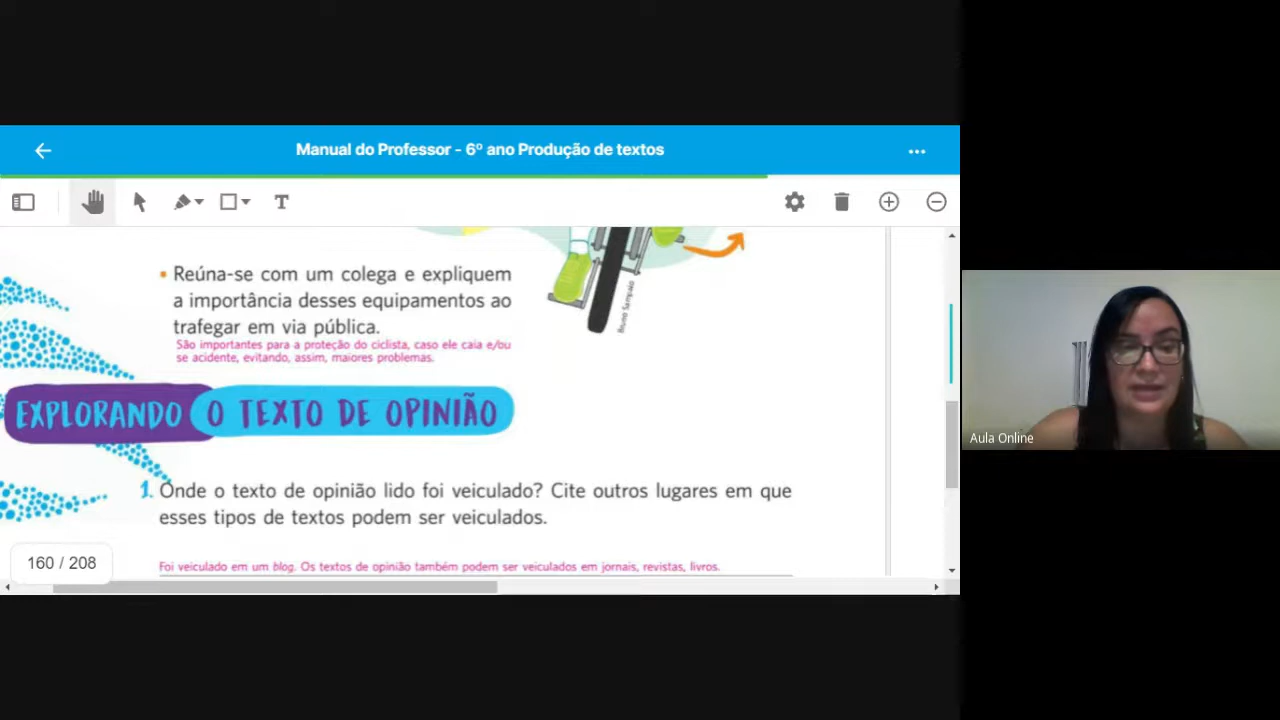 Manual do Professor - 6º ano Produção de textos
T
• Reúna-se com um colega e expliquem
a importância desses equipamentos ao
trafegar em via pública.
São importantes para a proteção do ciclista, caso ele caia e/ou
se acidente, evitando, assim, maiores problemas.
Bruno Sampaio
EXPLORANDO O TEXTO DE OPINIÃO
1. Onde o texto de opinião lido foi veiculado? Cite outros lugares em que
esses tipos de textos podem ser veiculados.
160 / 208
Foi veiculado em um blog. Os textos de opinião também podem ser veiculados em jornais, revistas, livros.
Aula Online